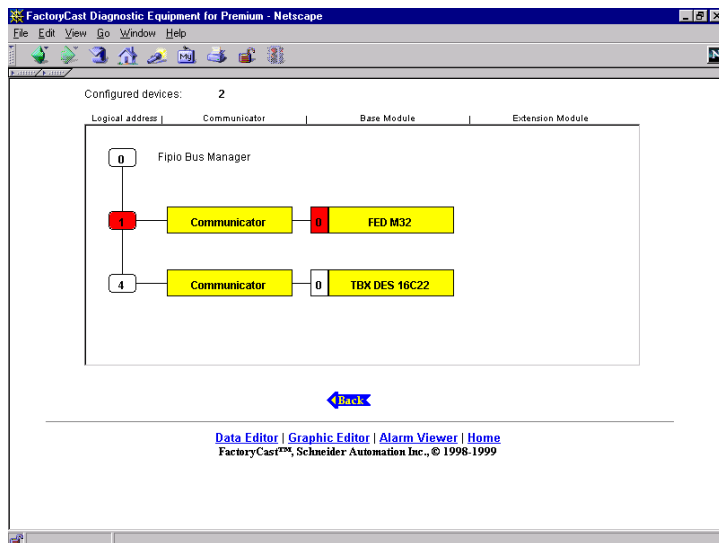 FactoryCast Diagnostic Equipment for Premium - Netscape
File Edit View Go Window Help
My
N
Configured devices: 2
Logical address | Communicator | Base Module | Extension Module
0 Fipio Bus Manager
1 Communicator 0 FED M32
4 Communicator 0 TBX DES 16C22
Back
Data Editor | Graphic Editor | Alarm Viewer | Home
FactoryCast™, Schneider Automation Inc., © 1998-1999